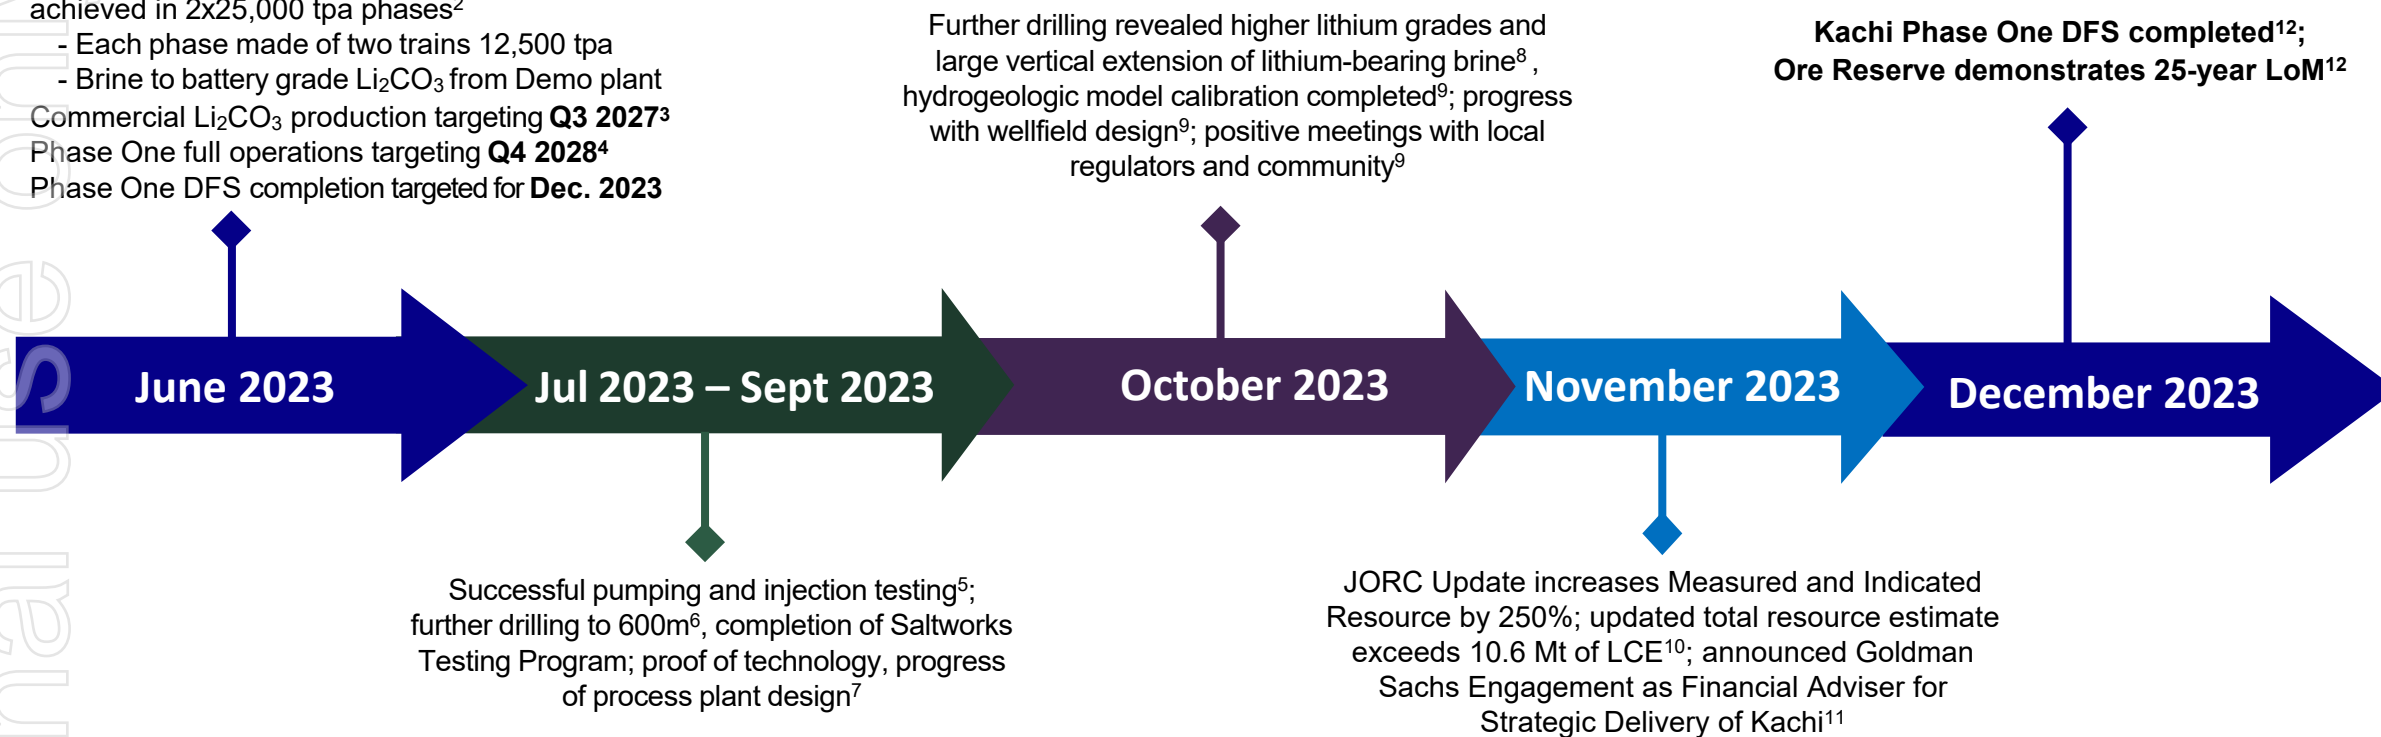 achieved in 2x25,000 tpa phases²
- Each phase made of two trains 12,500 tpa
- Brine to battery grade Li₂CO₃ from Demo plant
Commercial Li₂CO₃ production targeting Q3 2027³
Phase One full operations targeting Q4 2028⁴
Phase One DFS completion targeted for Dec. 2023
Further drilling revealed higher lithium grades and
large vertical extension of lithium-bearing brine⁸ ,
hydrogeologic model calibration completed⁹; progress
with wellfield design⁹; positive meetings with local
regulators and community⁹
Kachi Phase One DFS completed¹²;
Ore Reserve demonstrates 25-year LoM¹²
June 2023
Jul 2023 – Sept 2023
October 2023
November 2023
December 2023
Successful pumping and injection testing⁵;
further drilling to 600m⁶, completion of Saltworks
Testing Program; proof of technology, progress
of process plant design⁷
JORC Update increases Measured and Indicated
Resource by 250%; updated total resource estimate
exceeds 10.6 Mt of LCE¹⁰; announced Goldman
Sachs Engagement as Financial Adviser for
Strategic Delivery of Kachi¹¹
use